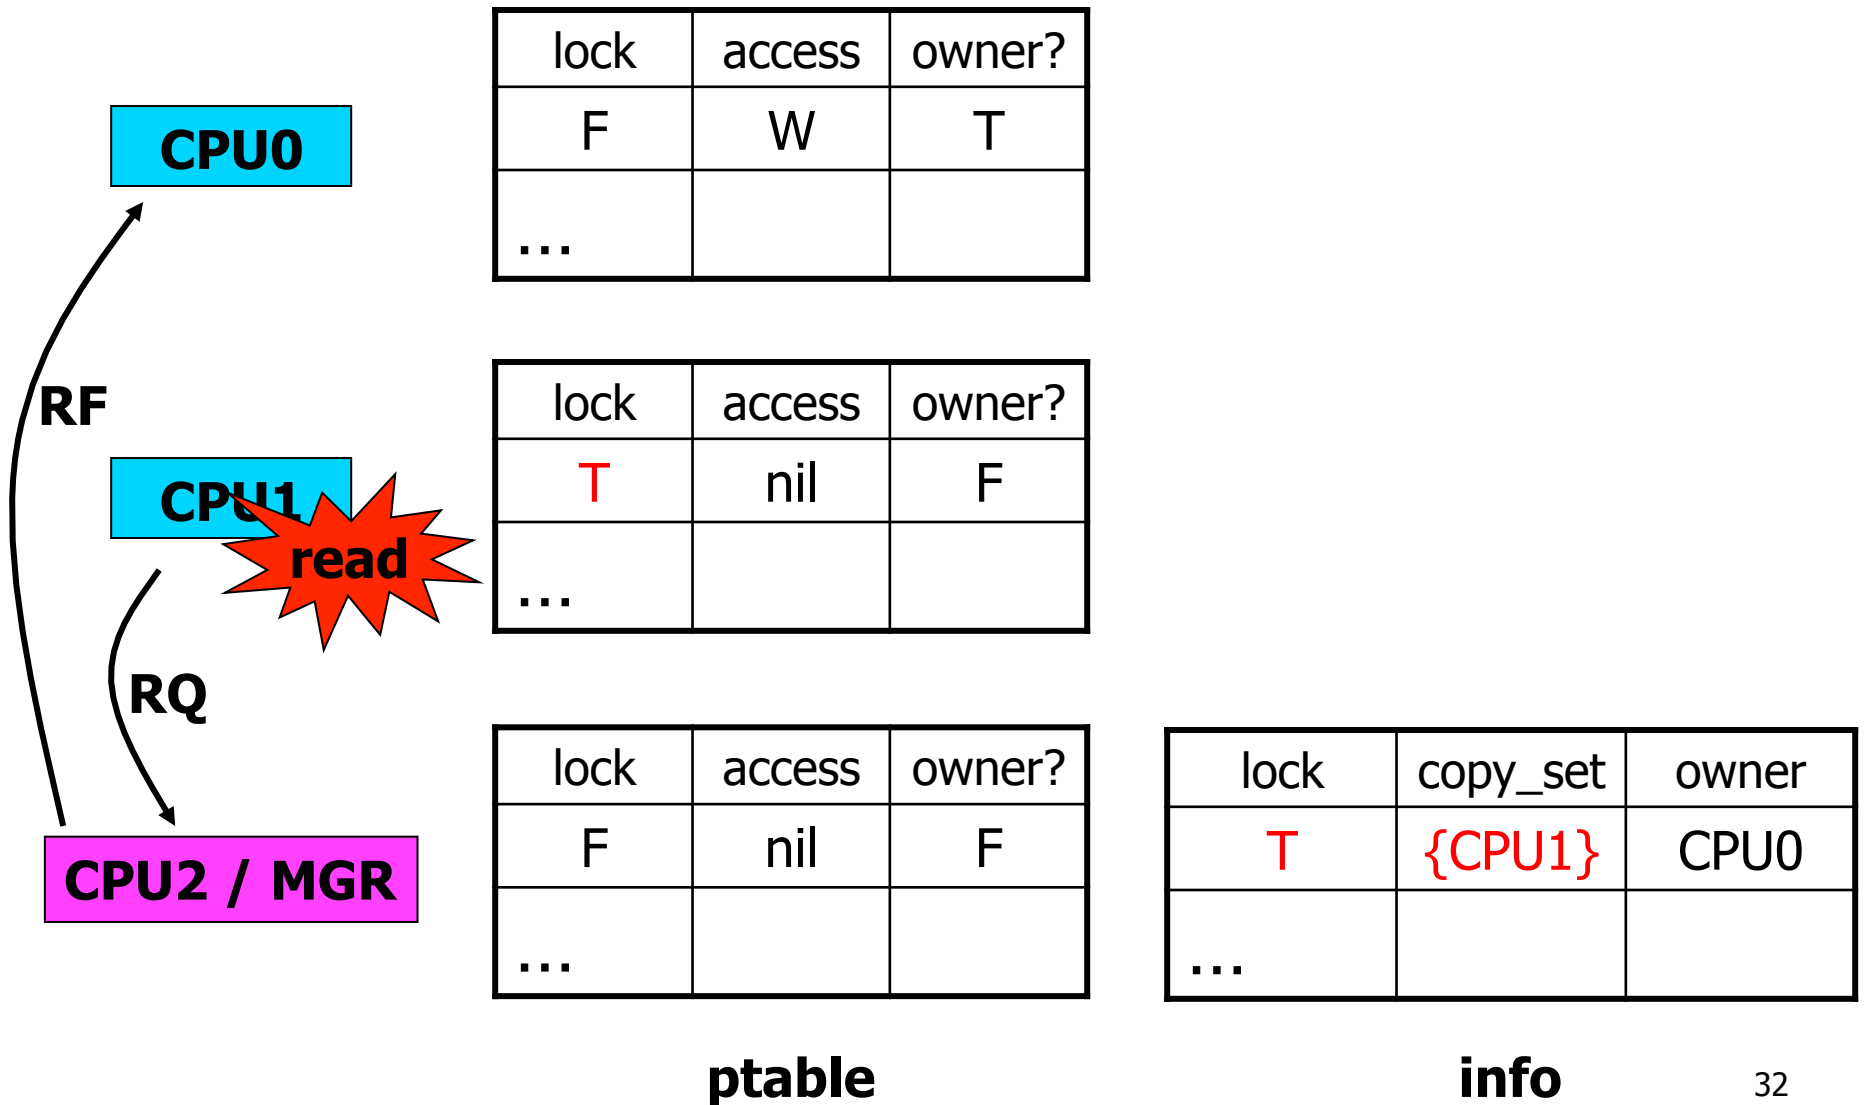 lock access owner?
CPU0
F W T
...
RF
lock access owner?
CPU1
T nil F
read
...
RQ
lock access owner?
lock copy_set owner
CPU2 / MGR
F nil F
T {CPU1} CPU0
...
...
ptable
info
32